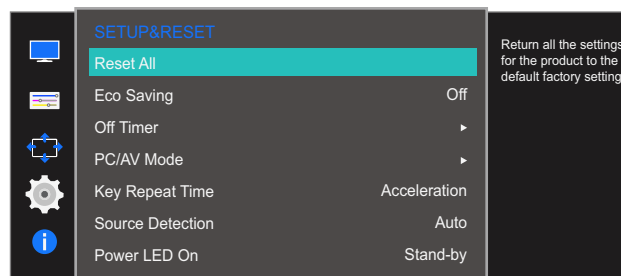 SETUP&RESET
Reset All
Eco Saving Off
Off Timer
PC/AV Mode
Key Repeat Time Acceleration
Source Detection Auto
Power LED On Stand-by
Return all the settings
for the product to the
default factory setting